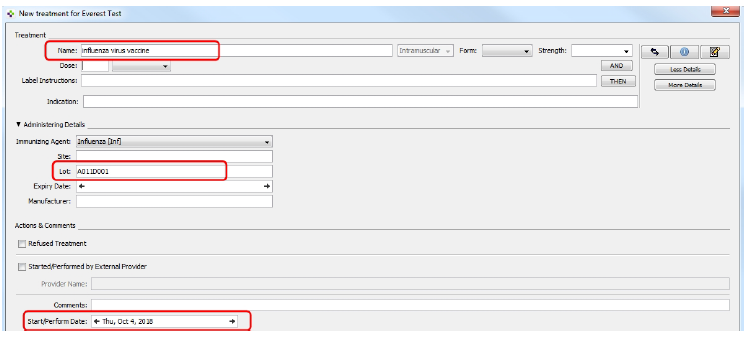 New treatment for Everest Test
Treatment
Name: influenza virus vaccine Intramuscular Form: Strength:
Dose: AND
Label Instructions: THEN
Less Details
More Details
Indication:
▼ Administering Details
Immunizing Agent: Influenza [Inf]
Site:
Lot: A011D001
Expiry Date:
Manufacturer:
Actions & Comments
Refused Treatment
Started/Performed by External Provider
Provider Name:
Comments:
Start/Perform Date: Thu, Oct 4, 2018